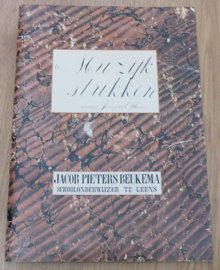 Muzijk
stukken
JACOB PIETERS BEUKEMA
SCHOOLONDERWIJZER TE LEENS